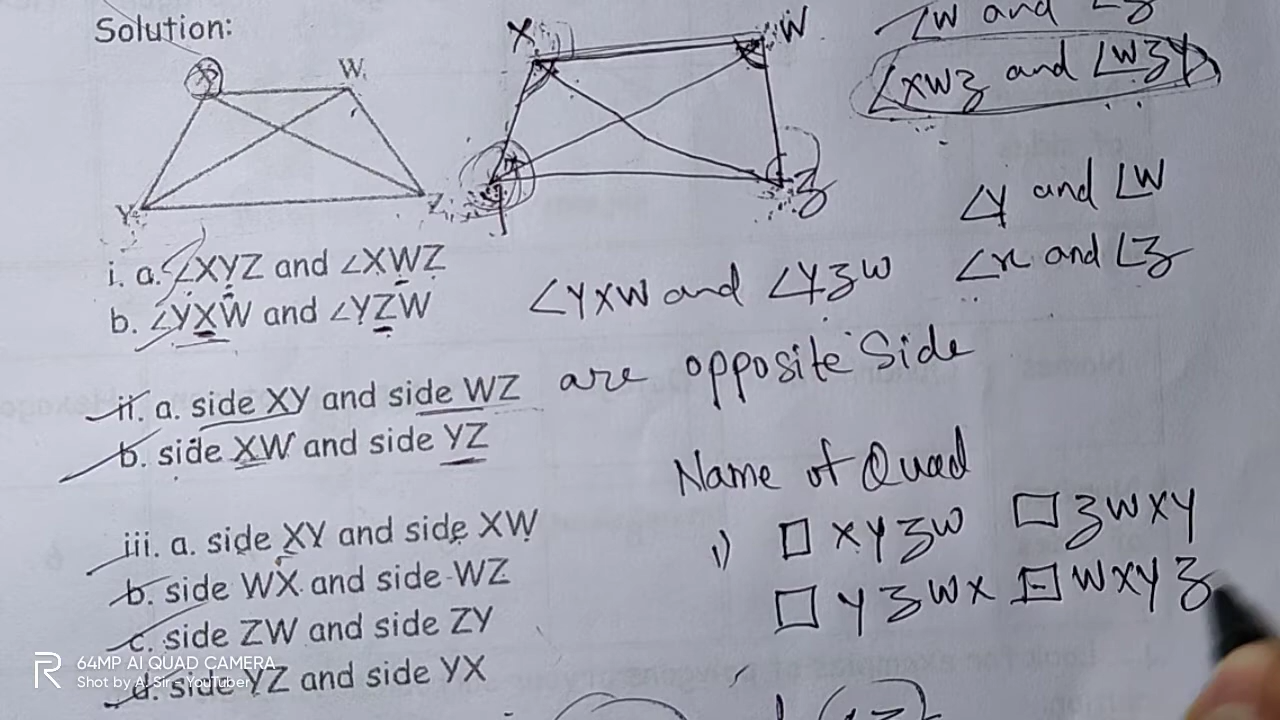 Solution:
X W
X W
Y Z
Y Z
∠W and ∠Z
∠XWZ and ∠WZY
∠Y and ∠W
∠X and ∠Z
i. a. ∠XYZ and ∠XWZ
b. ∠YXW and ∠YZW
∠YXW and ∠YZW
ii. a. side XY and side WZ are opposite side
b. side XW and side YZ
Name of Quad
iii. a. side XY and side XW
b. side WX and side WZ
c. side ZW and side ZY
d. side YZ and side YX
i) □ XYZW □ ZWXY
□ YZWX □ WXYZ
64MP AI QUAD CAMERA
Shot by A. Sir - YouTuber